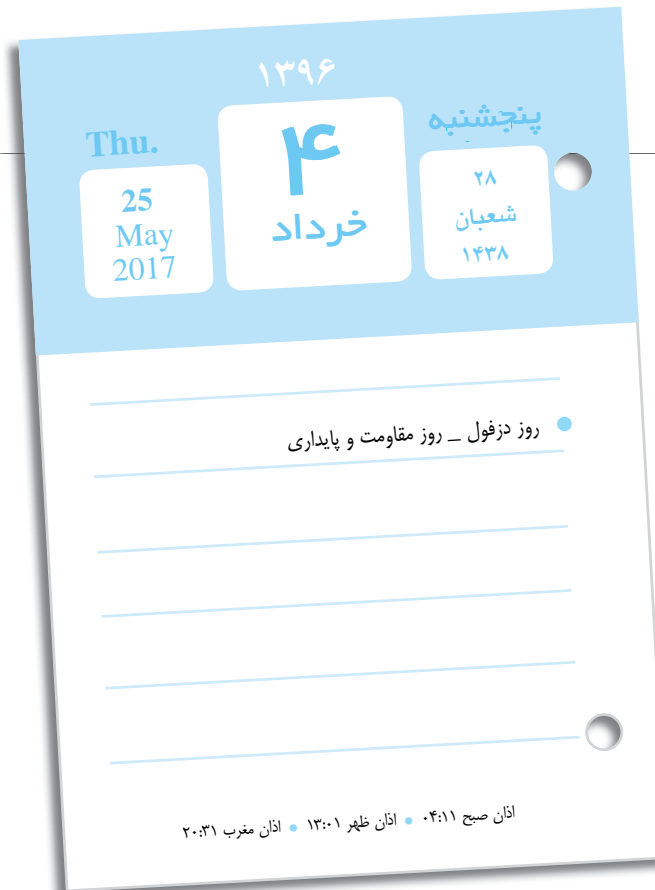 ۱۳۹۶
پنجشنبه
۲۸
شعبان
۱۴۳۸
۴
خرداد
Thu.
25
May
2017
روز دزفول _ روز مقاومت و پایداری
اذان صبح ۰۴:۱۱ • اذان ظهر ۱۳:۰۱ • اذان مغرب ۲۰:۳۱